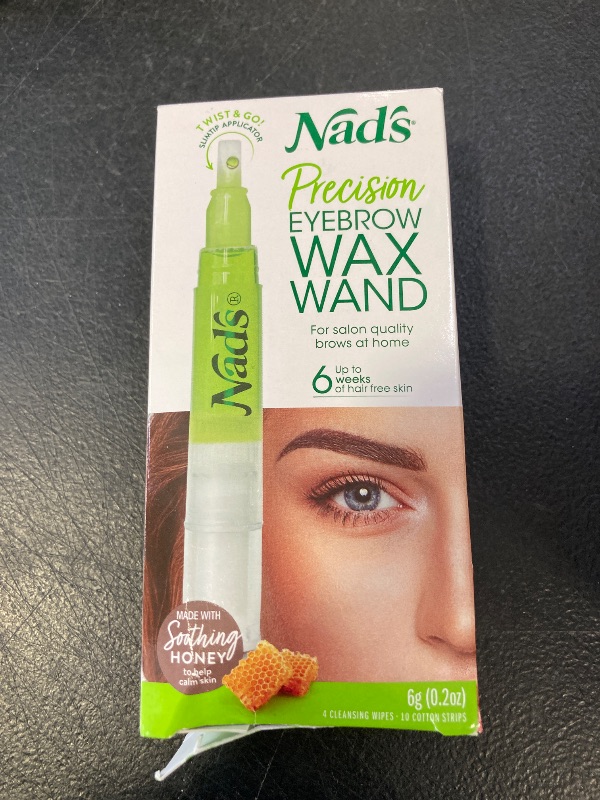 TWIST & GO!
SLIMTIP APPLICATOR
Nad's
Precision
EYEBROW
WAX
WAND
For salon quality
brows at home
6 Up to
weeks
of hair free skin
Nad's®
MADE WITH
Soothing
HONEY
to help
calm skin
6g (0.2oz)
4 CLEANSING WIPES · 10 COTTON STRIPS